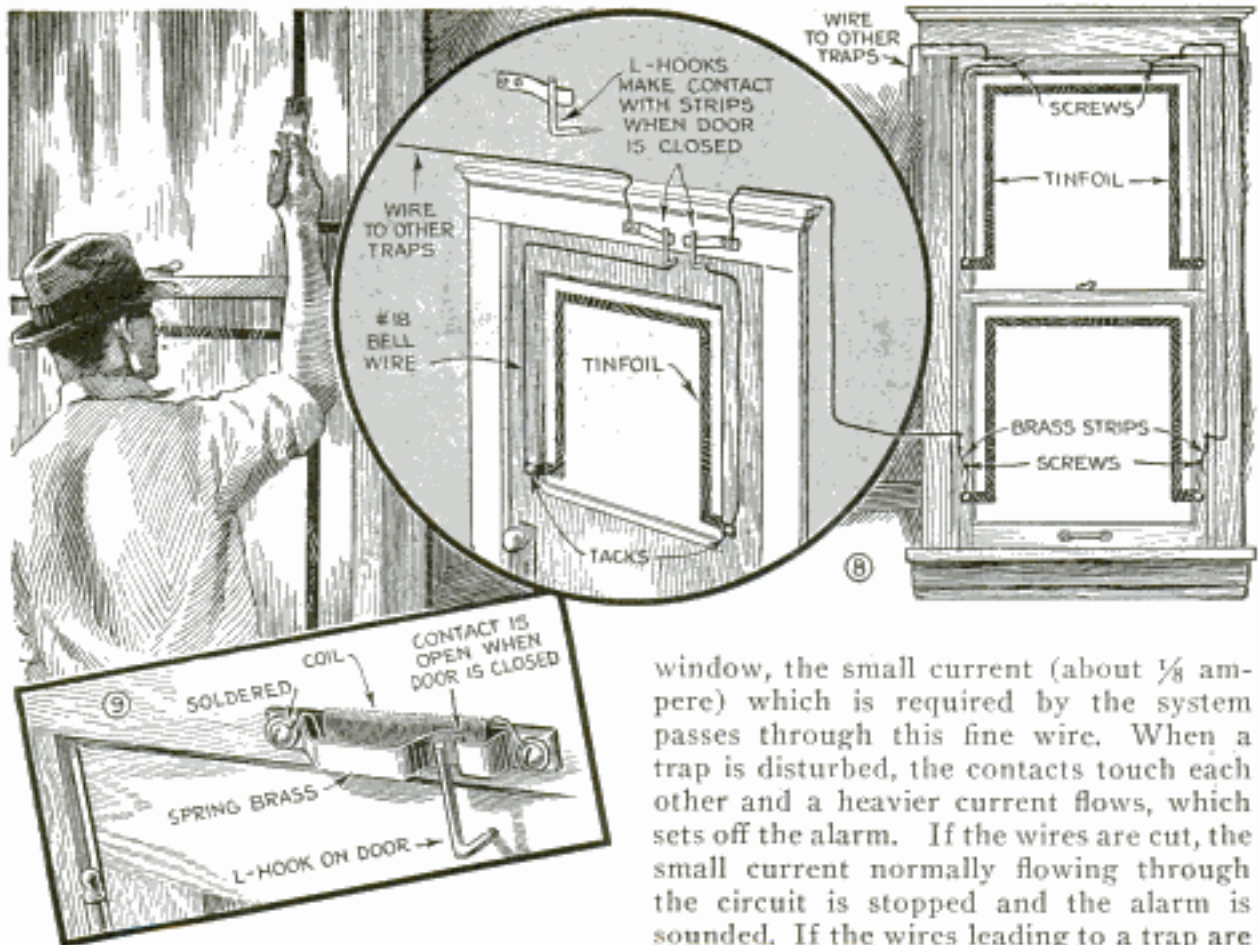 L-HOOKS
MAKE CONTACT
WITH STRIPS
WHEN DOOR
IS CLOSED
WIRE
TO OTHER
TRAPS
#18
BELL
WIRE
TINFOIL
TACKS
WIRE
TO OTHER
TRAPS
SCREWS
TINFOIL
BRASS STRIPS
SCREWS
8
9
SOLDERED
COIL
CONTACT IS
OPEN WHEN
DOOR IS CLOSED
SPRING BRASS
L-HOOK ON DOOR
window, the small current (about ⅛ am-
pere) which is required by the system
passes through this fine wire. When a
trap is disturbed, the contacts touch each
other and a heavier current flows, which
sets off the alarm. If the wires are cut, the
small current normally flowing through
the circuit is stopped and the alarm is
sounded. If the wires leading to a trap are